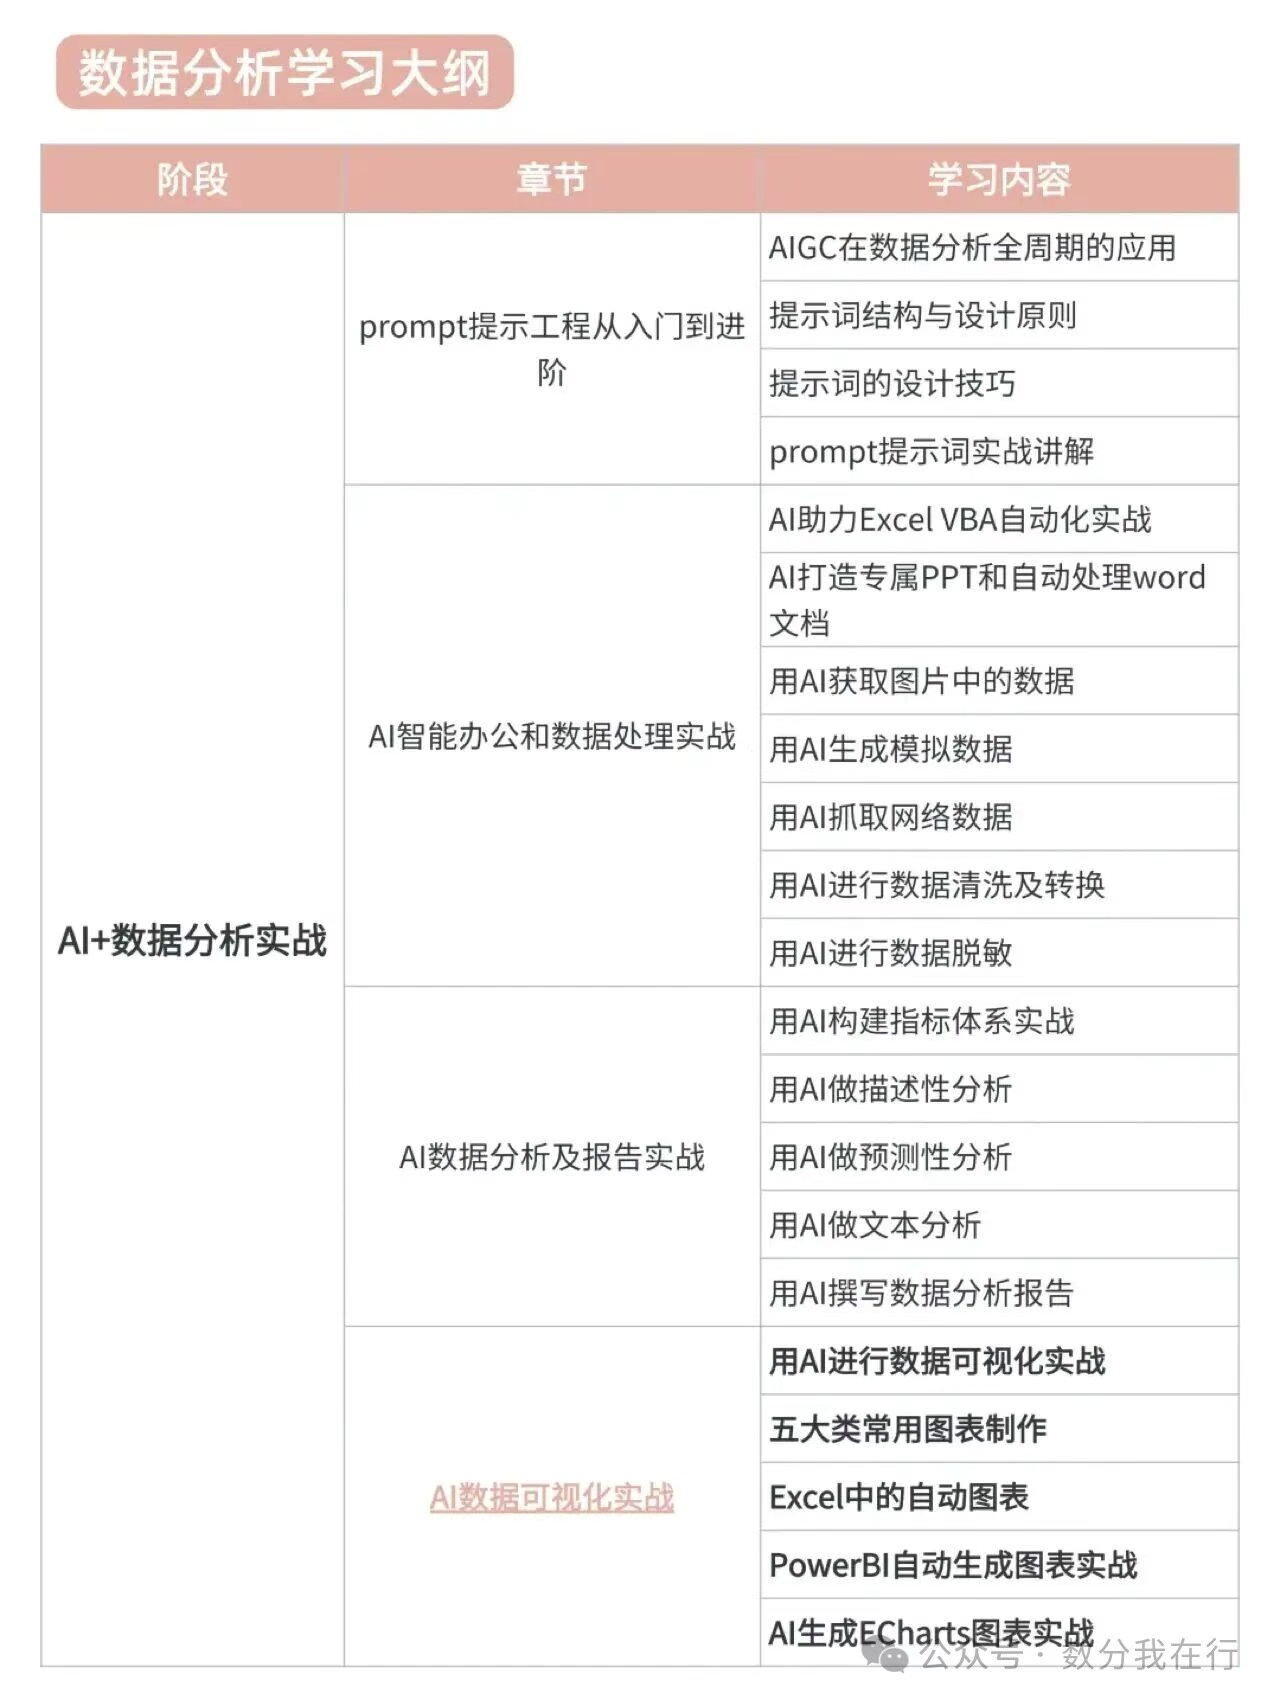 数据分析学习大纲
阶段 章节 学习内容
AI+数据分析实战
prompt提示工程从入门到进
阶
AIGC在数据分析全周期的应用
提示词结构与设计原则
提示词的设计技巧
prompt提示词实战讲解
AI智能办公和数据处理实战
AI助力Excel VBA自动化实战
AI打造专属PPT和自动处理word
文档
用AI获取图片中的数据
用AI生成模拟数据
用AI抓取网络数据
用AI进行数据清洗及转换
用AI进行数据脱敏
AI数据分析及报告实战
用AI构建指标体系实战
用AI做描述性分析
用AI做预测性分析
用AI做文本分析
用AI撰写数据分析报告
AI数据可视化实战
用AI进行数据可视化实战
五大类常用图表制作
Excel中的自动图表
PowerBI自动生成图表实战
AI生成ECharts图表实战
公众号 · 数分我在行